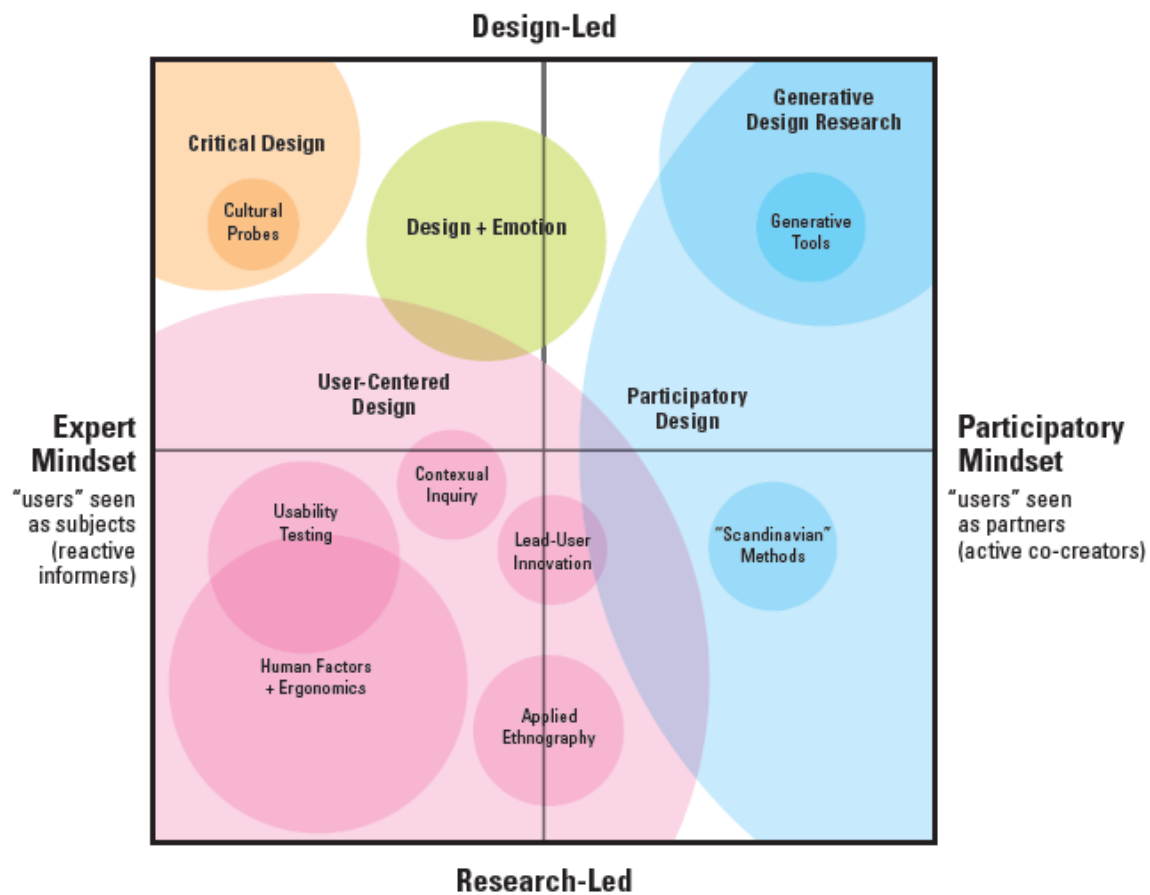 Design-Led
Generative
Design Research
Critical Design
Cultural
Probes
Design + Emotion
Generative
Tools
User-Centered
Design
Participatory
Design
Expert
Mindset
"users" seen
as subjects
(reactive
informers)
Participatory
Mindset
"users" seen
as partners
(active co-creators)
Contexual
Inquiry
Usability
Testing
Lead-User
Innovation
"Scandinavian"
Methods
Human Factors
+ Ergonomics
Applied
Ethnography
Research-Led